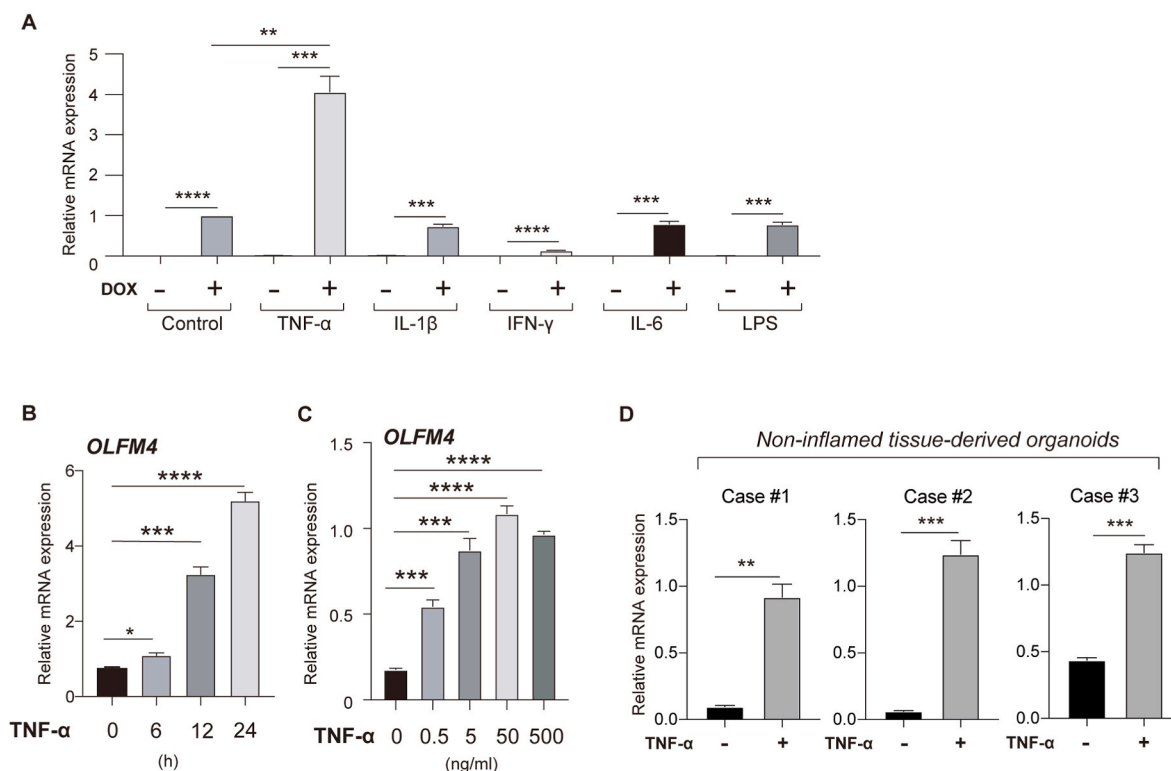 A
Relative mRNA expression
5
4
3
2
1
0
**
***
****
***
****
***
***
DOX
- + - + - + - + - + - +
Control TNF-α IL-1β IFN-γ IL-6 LPS
B
OLFM4
Relative mRNA expression
6
4
2
0
****
***
*
TNF-α 0 6 12 24
(h)
C
OLFM4
Relative mRNA expression
1.5
1.0
0.5
0
****
****
***
***
TNF-α 0 0.5 5 50 500
(ng/ml)
D
Non-inflamed tissue-derived organoids
Case #1
Relative mRNA expression
1.5
1.0
0.5
0.0
**
TNF-α - +
Case #2
1.5
1.0
0.5
0.0
***
TNF-α - +
Case #3
1.5
1.0
0.5
0.0
***
TNF-α - +